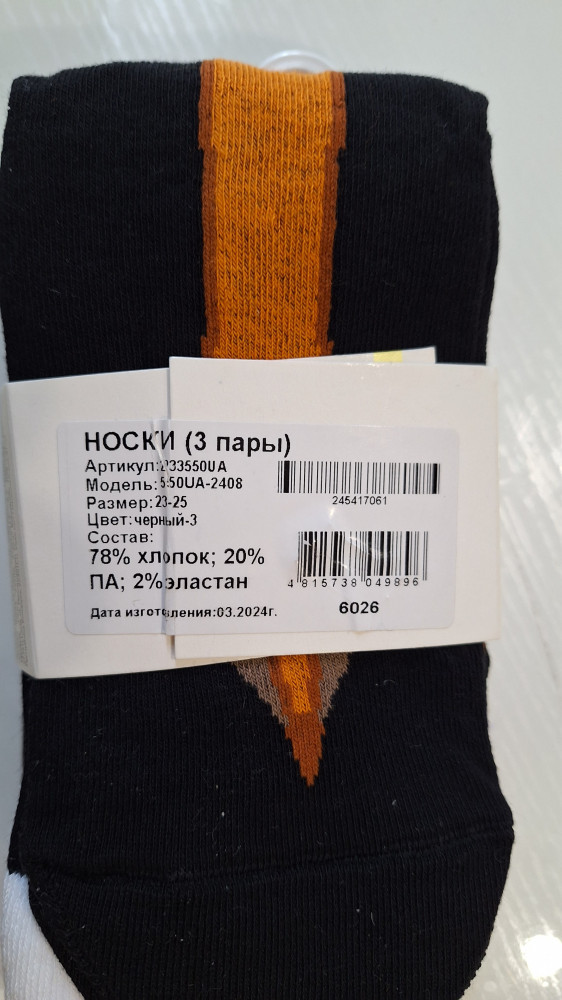 НОСКИ (3 пары)
Артикул: 33550UA
Модель: 550UA-2408
Размер: 23-25
Цвет: черный-3
Состав:
78% хлопок; 20%
ПА; 2% эластан
Дата изготовления: 03.2024г.
245417061
4 815738 049896
6026